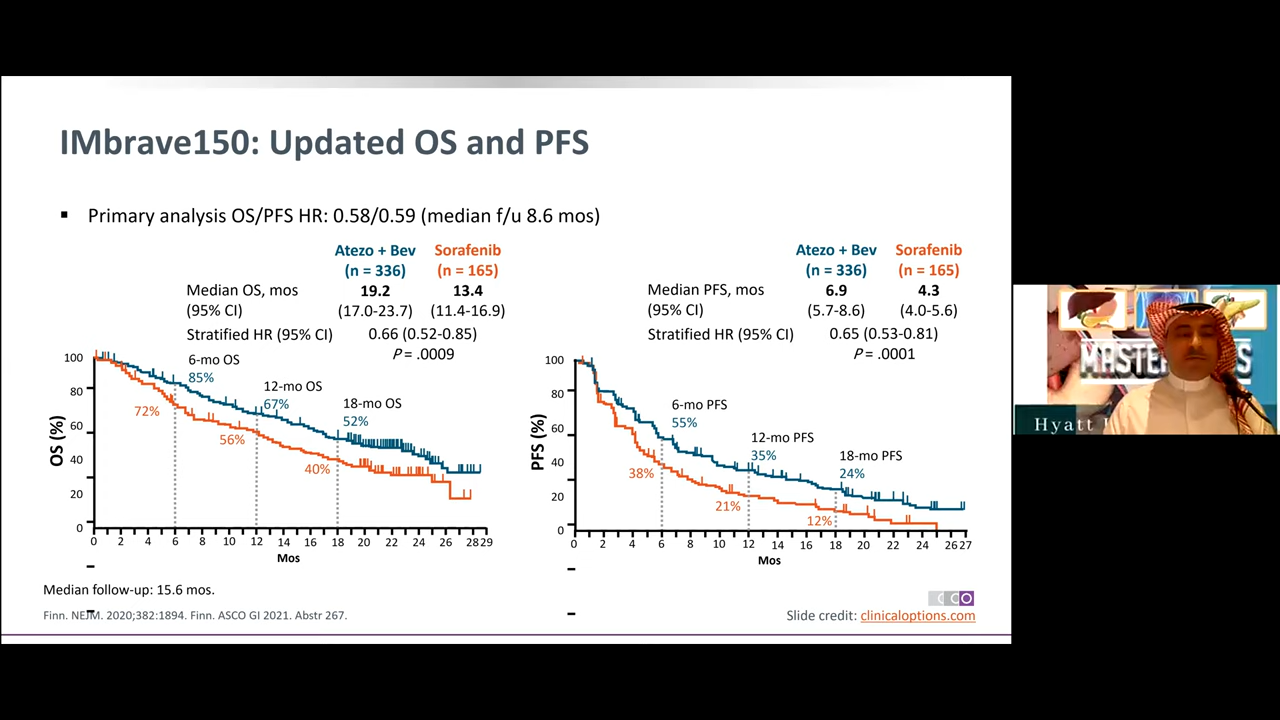 IMbrave150: Updated OS and PFS
▪ Primary analysis OS/PFS HR: 0.58/0.59 (median f/u 8.6 mos)
Atezo + Bev Sorafenib
(n = 336) (n = 165)
Median OS, mos 19.2 13.4
(95% CI) (17.0-23.7) (11.4-16.9)
Stratified HR (95% CI) 0.66 (0.52-0.85)
P = .0009
100
80
60
40
20
0
OS (%)
6-mo OS
85%
72%
12-mo OS
67%
56%
18-mo OS
52%
40%
0 2 4 6 8 10 12 14 16 18 20 22 24 26 28 29
Mos
Atezo + Bev Sorafenib
(n = 336) (n = 165)
Median PFS, mos 6.9 4.3
(95% CI) (5.7-8.6) (4.0-5.6)
Stratified HR (95% CI) 0.65 (0.53-0.81)
P = .0001
100
80
60
40
20
0
PFS (%)
6-mo PFS
55%
38%
12-mo PFS
35%
21%
18-mo PFS
24%
12%
0 2 4 6 8 10 12 14 16 18 20 22 24 26 27
Mos
Median follow-up: 15.6 mos.
Finn. NEJM. 2020;382:1894. Finn. ASCO GI 2021. Abstr 267.
CCO
Slide credit: clinicaloptions.com
Hyatt